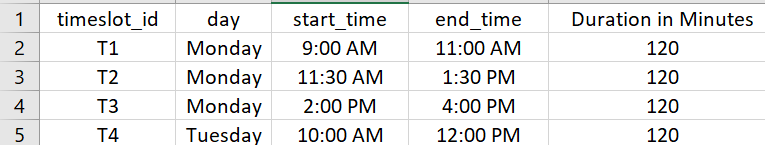 1 timeslot_id day start_time end_time Duration in Minutes
2 T1 Monday 9:00 AM 11:00 AM 120
3 T2 Monday 11:30 AM 1:30 PM 120
4 T3 Monday 2:00 PM 4:00 PM 120
5 T4 Tuesday 10:00 AM 12:00 PM 120